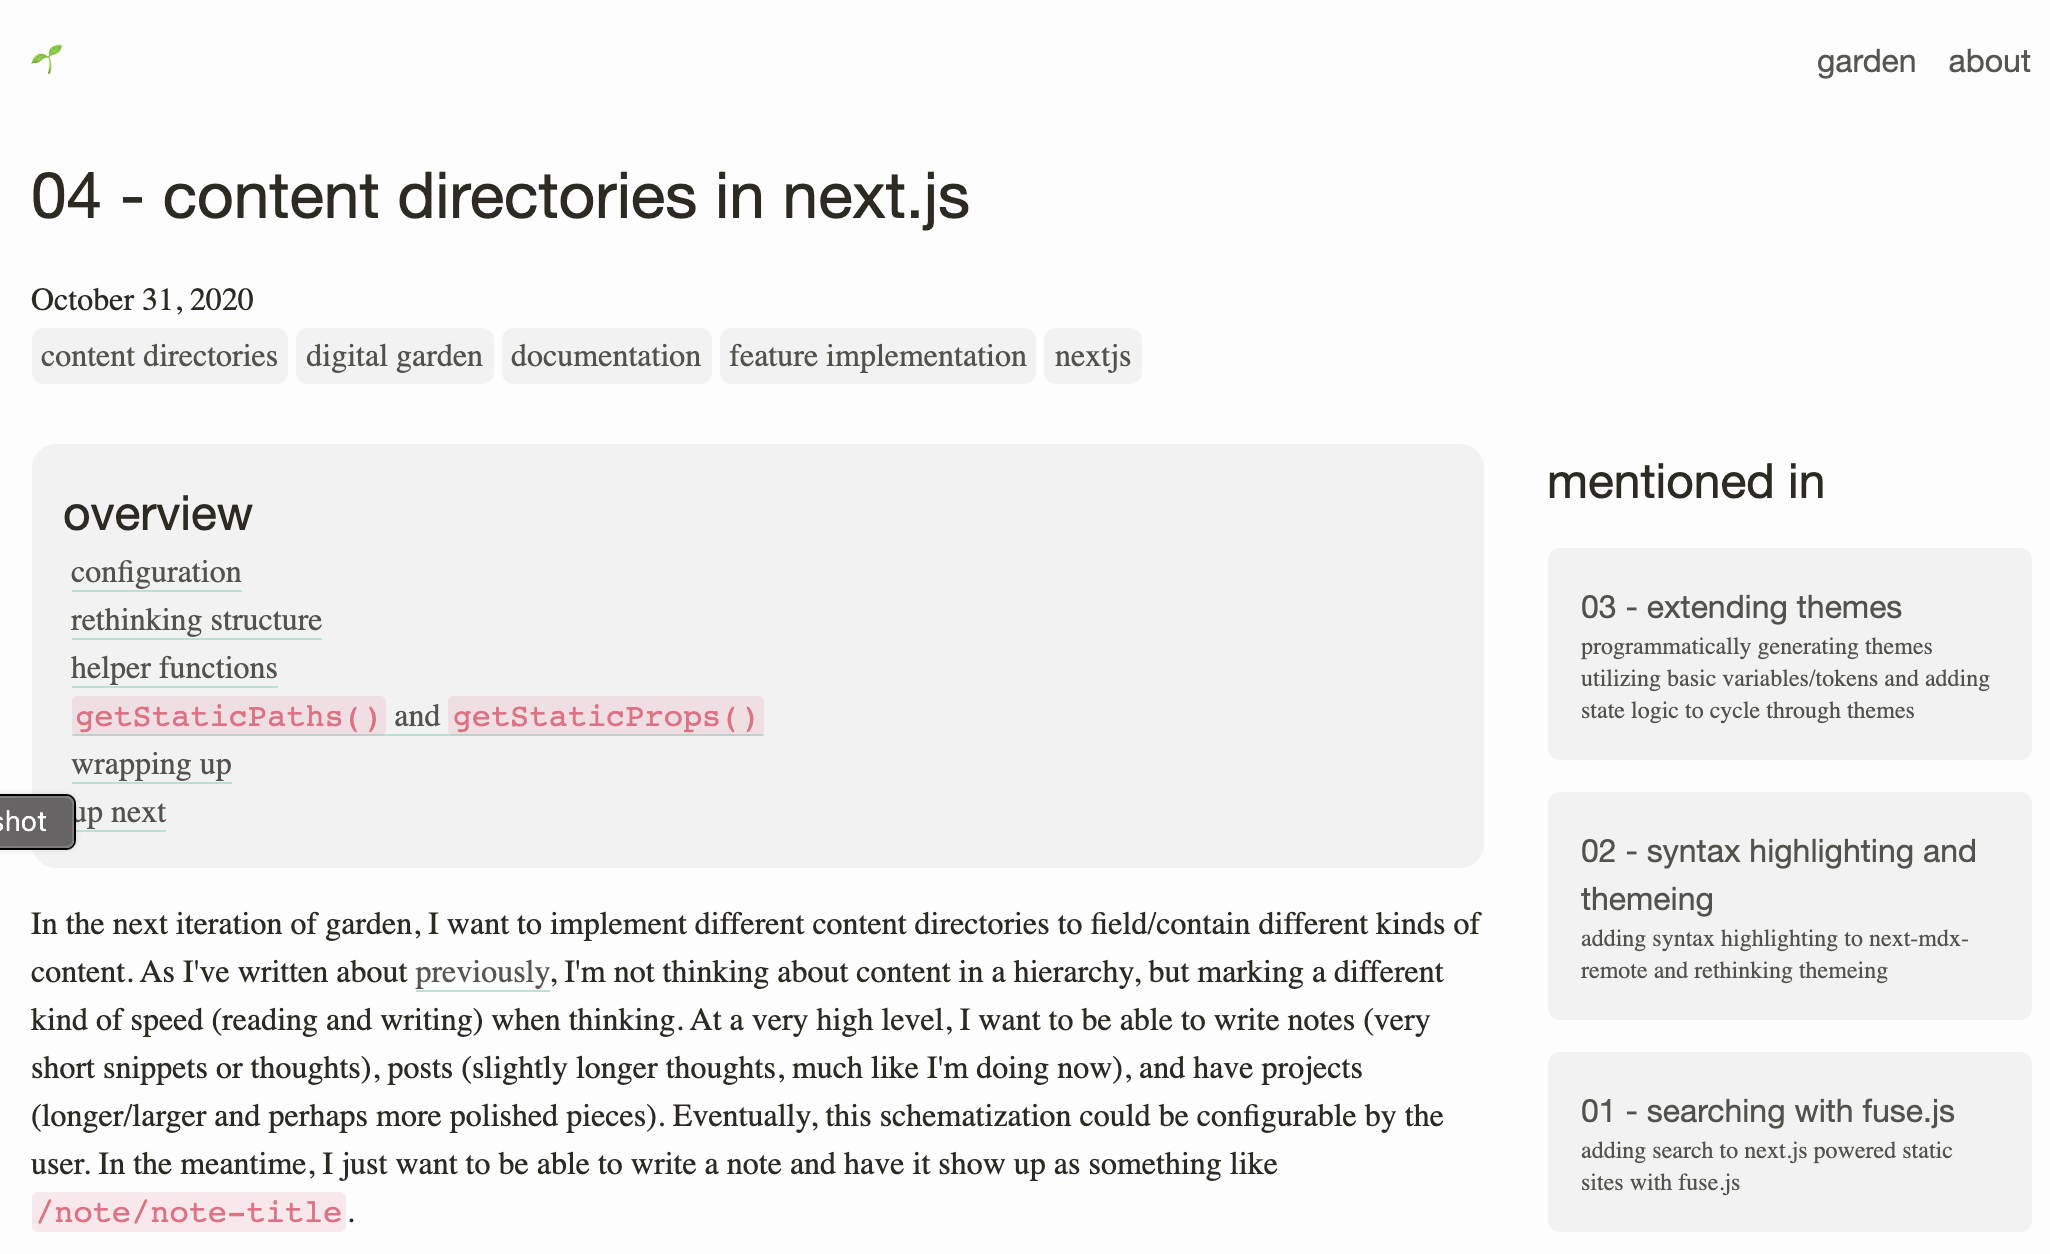 garden about
04 - content directories in next.js
October 31, 2020
content directories digital garden documentation feature implementation nextjs
overview
configuration
rethinking structure
helper functions
getStaticPaths() and getStaticProps()
wrapping up
up next
shot
In the next iteration of garden, I want to implement different content directories to field/contain different kinds of
content. As I've written about previously, I'm not thinking about content in a hierarchy, but marking a different
kind of speed (reading and writing) when thinking. At a very high level, I want to be able to write notes (very
short snippets or thoughts), posts (slightly longer thoughts, much like I'm doing now), and have projects
(longer/larger and perhaps more polished pieces). Eventually, this schematization could be configurable by the
user. In the meantime, I just want to be able to write a note and have it show up as something like
/note/note-title.
mentioned in
03 - extending themes
programmatically generating themes
utilizing basic variables/tokens and adding
state logic to cycle through themes
02 - syntax highlighting and
themeing
adding syntax highlighting to next-mdx-
remote and rethinking themeing
01 - searching with fuse.js
adding search to next.js powered static
sites with fuse.js